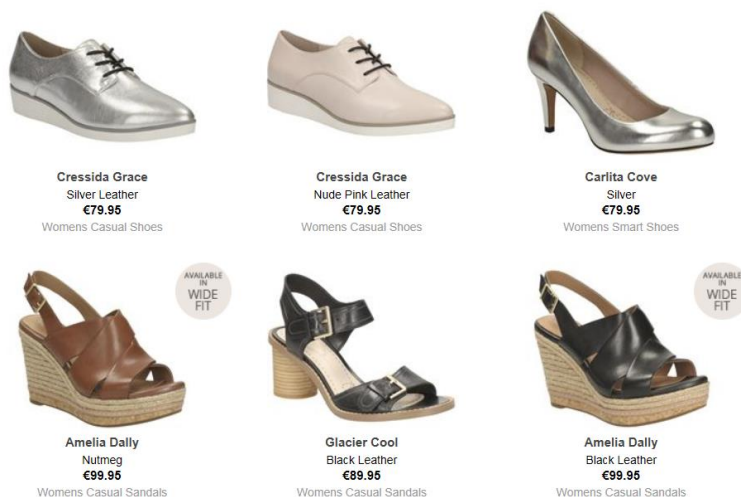 Cressida Grace
Silver Leather
€79.95
Womens Casual Shoes
Cressida Grace
Nude Pink Leather
€79.95
Womens Casual Shoes
Carlita Cove
Silver
€79.95
Womens Smart Shoes
AVAILABLE
IN
WIDE
FIT
Amelia Dally
Nutmeg
€99.95
Womens Casual Sandals
Glacier Cool
Black Leather
€89.95
Womens Casual Sandals
AVAILABLE
IN
WIDE
FIT
Amelia Dally
Black Leather
€99.95
Womens Casual Sandals